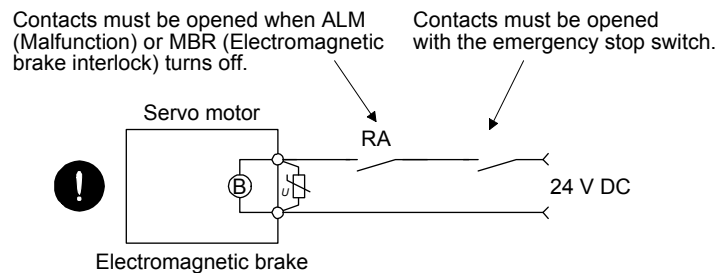 Contacts must be opened when ALM
(Malfunction) or MBR (Electromagnetic
brake interlock) turns off.
Contacts must be opened
with the emergency stop switch.
Servo motor
RA
B
U
24 V DC
Electromagnetic brake